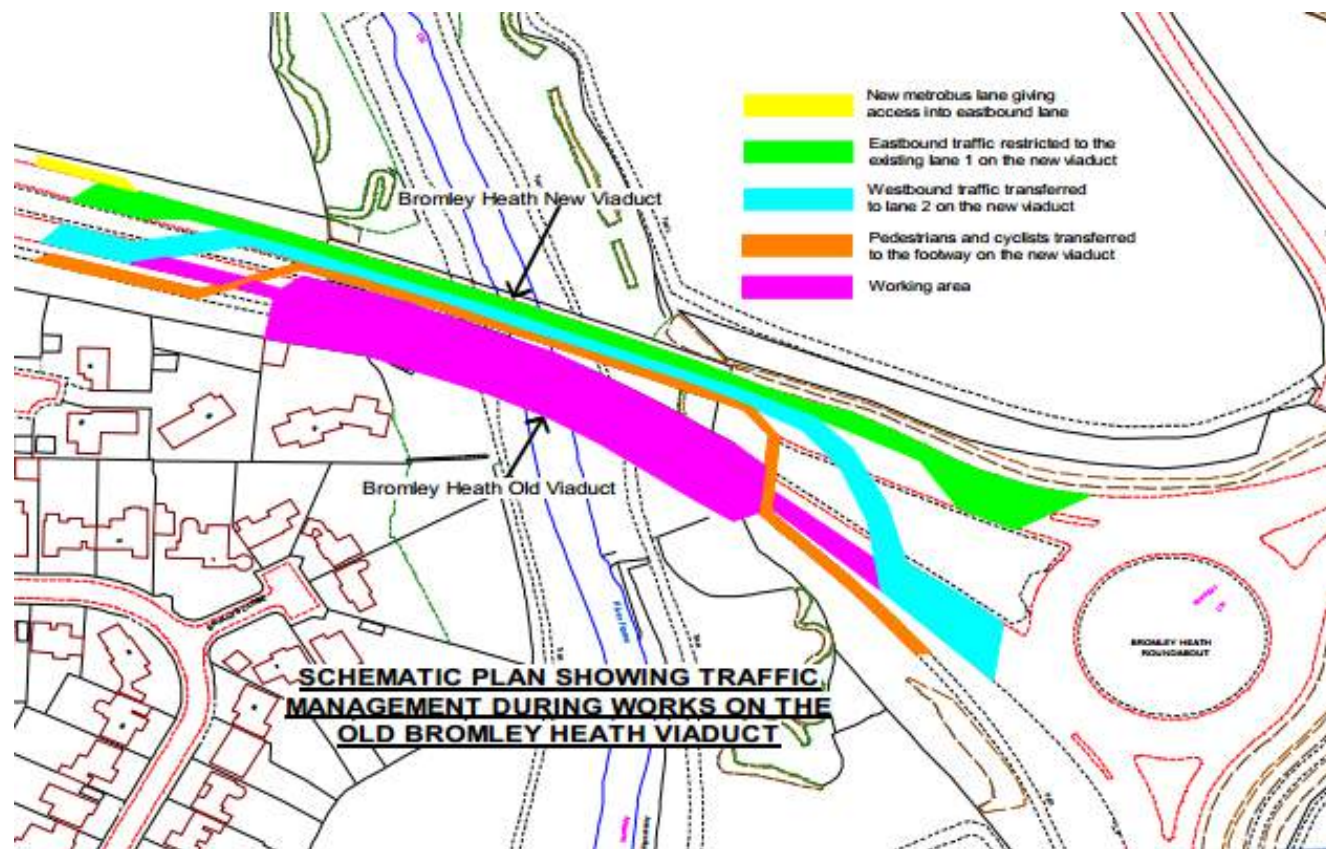 New metrobus lane giving
access into eastbound lane
Eastbound traffic restricted to the
existing lane 1 on the new viaduct
Westbound traffic transferred
to lane 2 on the new viaduct
Pedestrians and cyclists transferred
to the footway on the new viaduct
Working area
Bromley Heath New Viaduct
Bromley Heath Old Viaduct
BROMLEY HEATH
ROUNDABOUT
SCHEMATIC PLAN SHOWING TRAFFIC
MANAGEMENT DURING WORKS ON THE
OLD BROMLEY HEATH VIADUCT